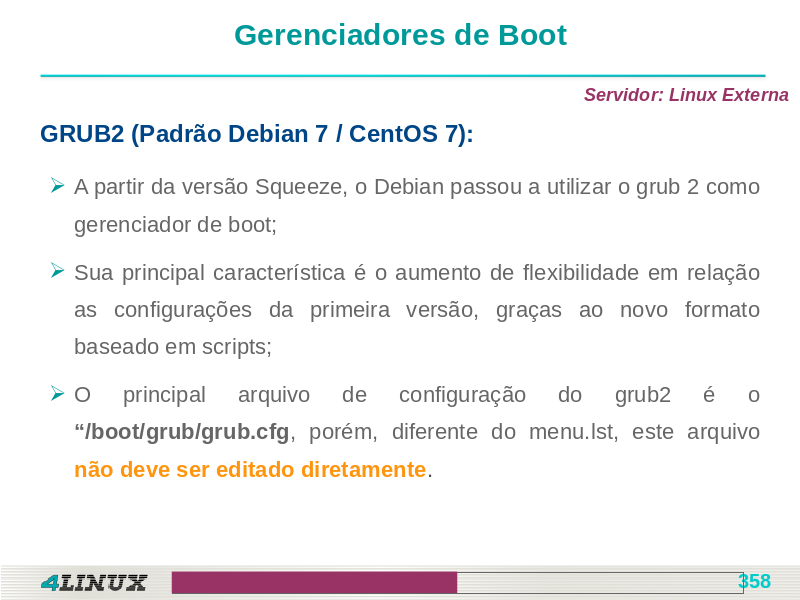 Gerenciadores de Boot
Servidor: Linux Externa
GRUB2 (Padrão Debian 7 / CentOS 7):
A partir da versão Squeeze, o Debian passou a utilizar o grub 2 como
gerenciador de boot;
Sua principal característica é o aumento de flexibilidade em relação
as configurações da primeira versão, graças ao novo formato
baseado em scripts;
O principal arquivo de configuração do grub2 é o
“/boot/grub/grub.cfg, porém, diferente do menu.lst, este arquivo
não deve ser editado diretamente.
4LINUX
358